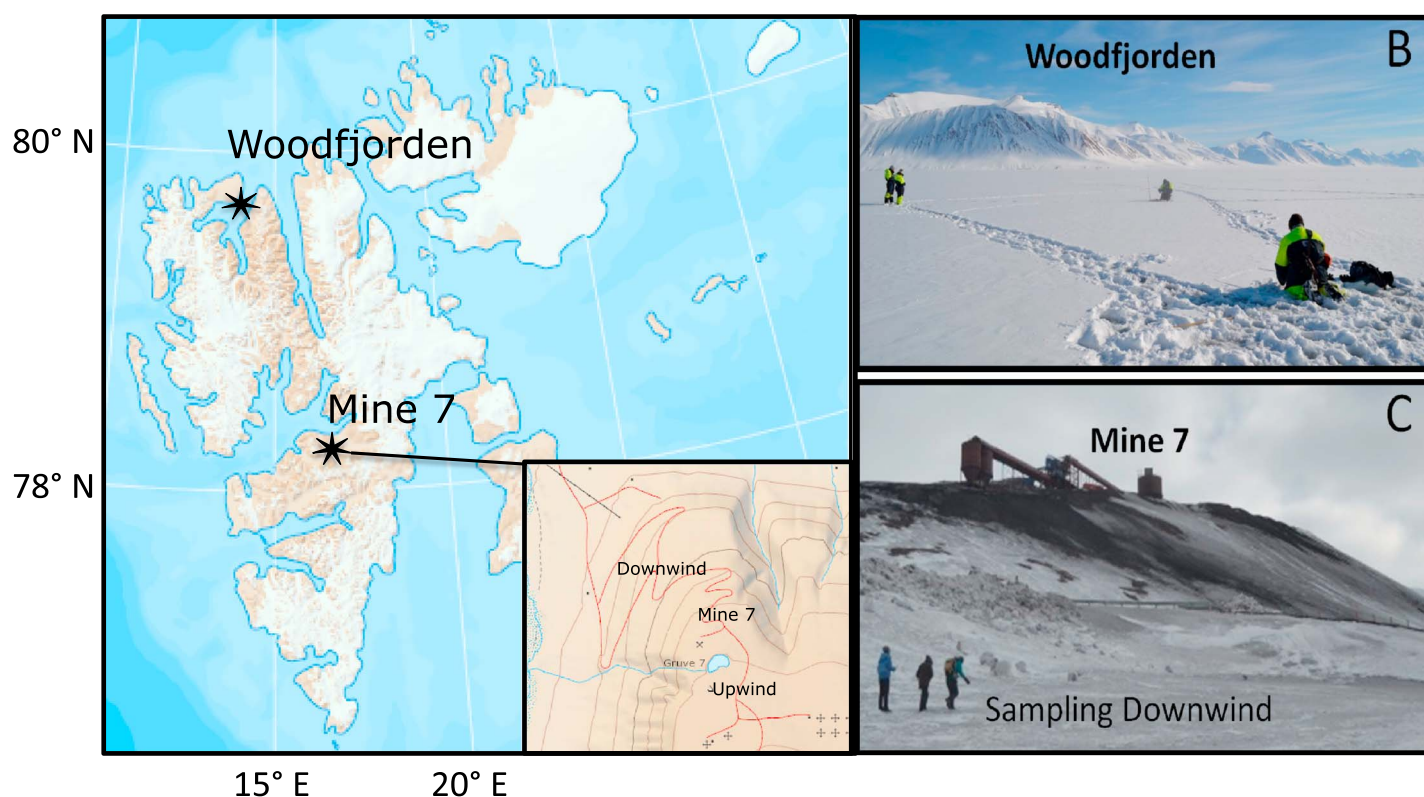 80° N
78° N
15° E
20° E
Woodfjorden
Mine 7
Downwind
Mine 7
Gruve 7
Upwind
B
Woodfjorden
C
Mine 7
Sampling Downwind